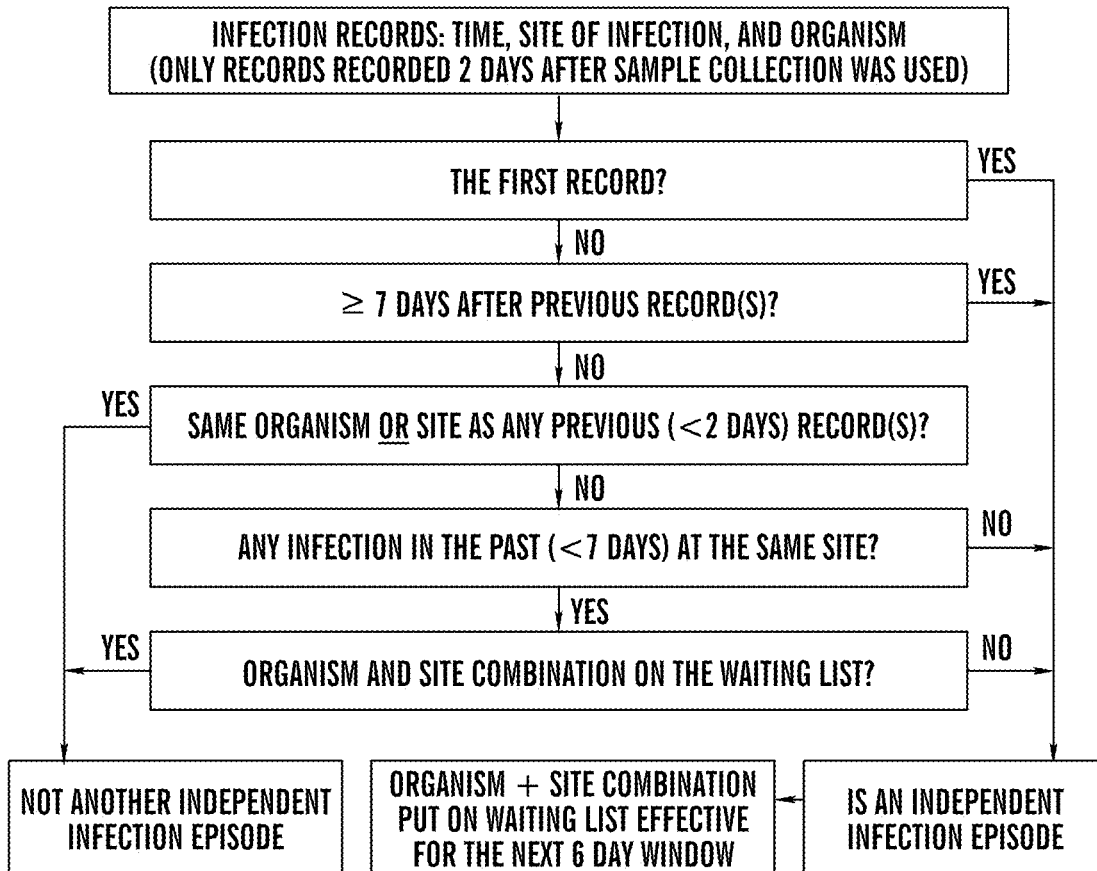 INFECTION RECORDS: TIME, SITE OF INFECTION, AND ORGANISM
(ONLY RECORDS RECORDED 2 DAYS AFTER SAMPLE COLLECTION WAS USED)
THE FIRST RECORD?
YES
NO
≥ 7 DAYS AFTER PREVIOUS RECORD(S)?
YES
NO
YES
SAME ORGANISM OR SITE AS ANY PREVIOUS (<2 DAYS) RECORD(S)?
NO
ANY INFECTION IN THE PAST (<7 DAYS) AT THE SAME SITE?
NO
YES
YES
ORGANISM AND SITE COMBINATION ON THE WAITING LIST?
NO
NOT ANOTHER INDEPENDENT
INFECTION EPISODE
ORGANISM + SITE COMBINATION
PUT ON WAITING LIST EFFECTIVE
FOR THE NEXT 6 DAY WINDOW
IS AN INDEPENDENT
INFECTION EPISODE